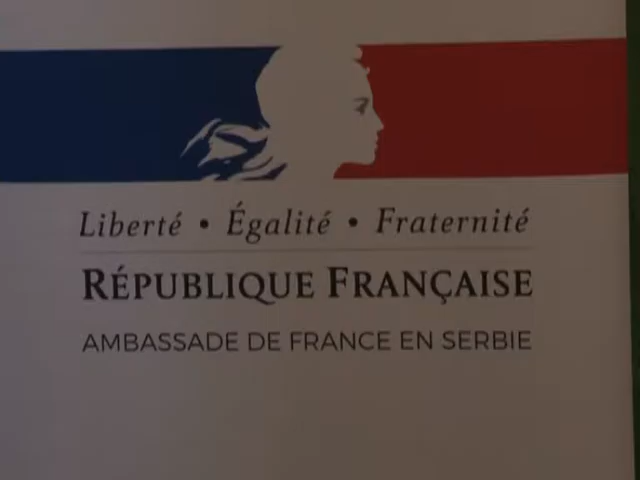 Liberté • Égalité • Fraternité
RÉPUBLIQUE FRANÇAISE
AMBASSADE DE FRANCE EN SERBIE